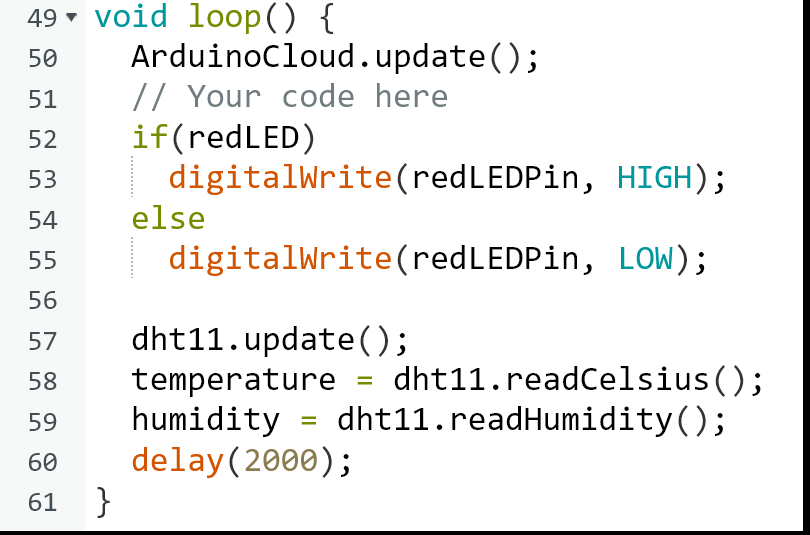 49 void loop() {
50 ArduinoCloud.update();
51 // Your code here
52 if(redLED)
53 digitalWrite(redLEDPin, HIGH);
54 else
55 digitalWrite(redLEDPin, LOW);
56
57 dht11.update();
58 temperature = dht11.readCelsius();
59 humidity = dht11.readHumidity();
60 delay(2000);
61 }